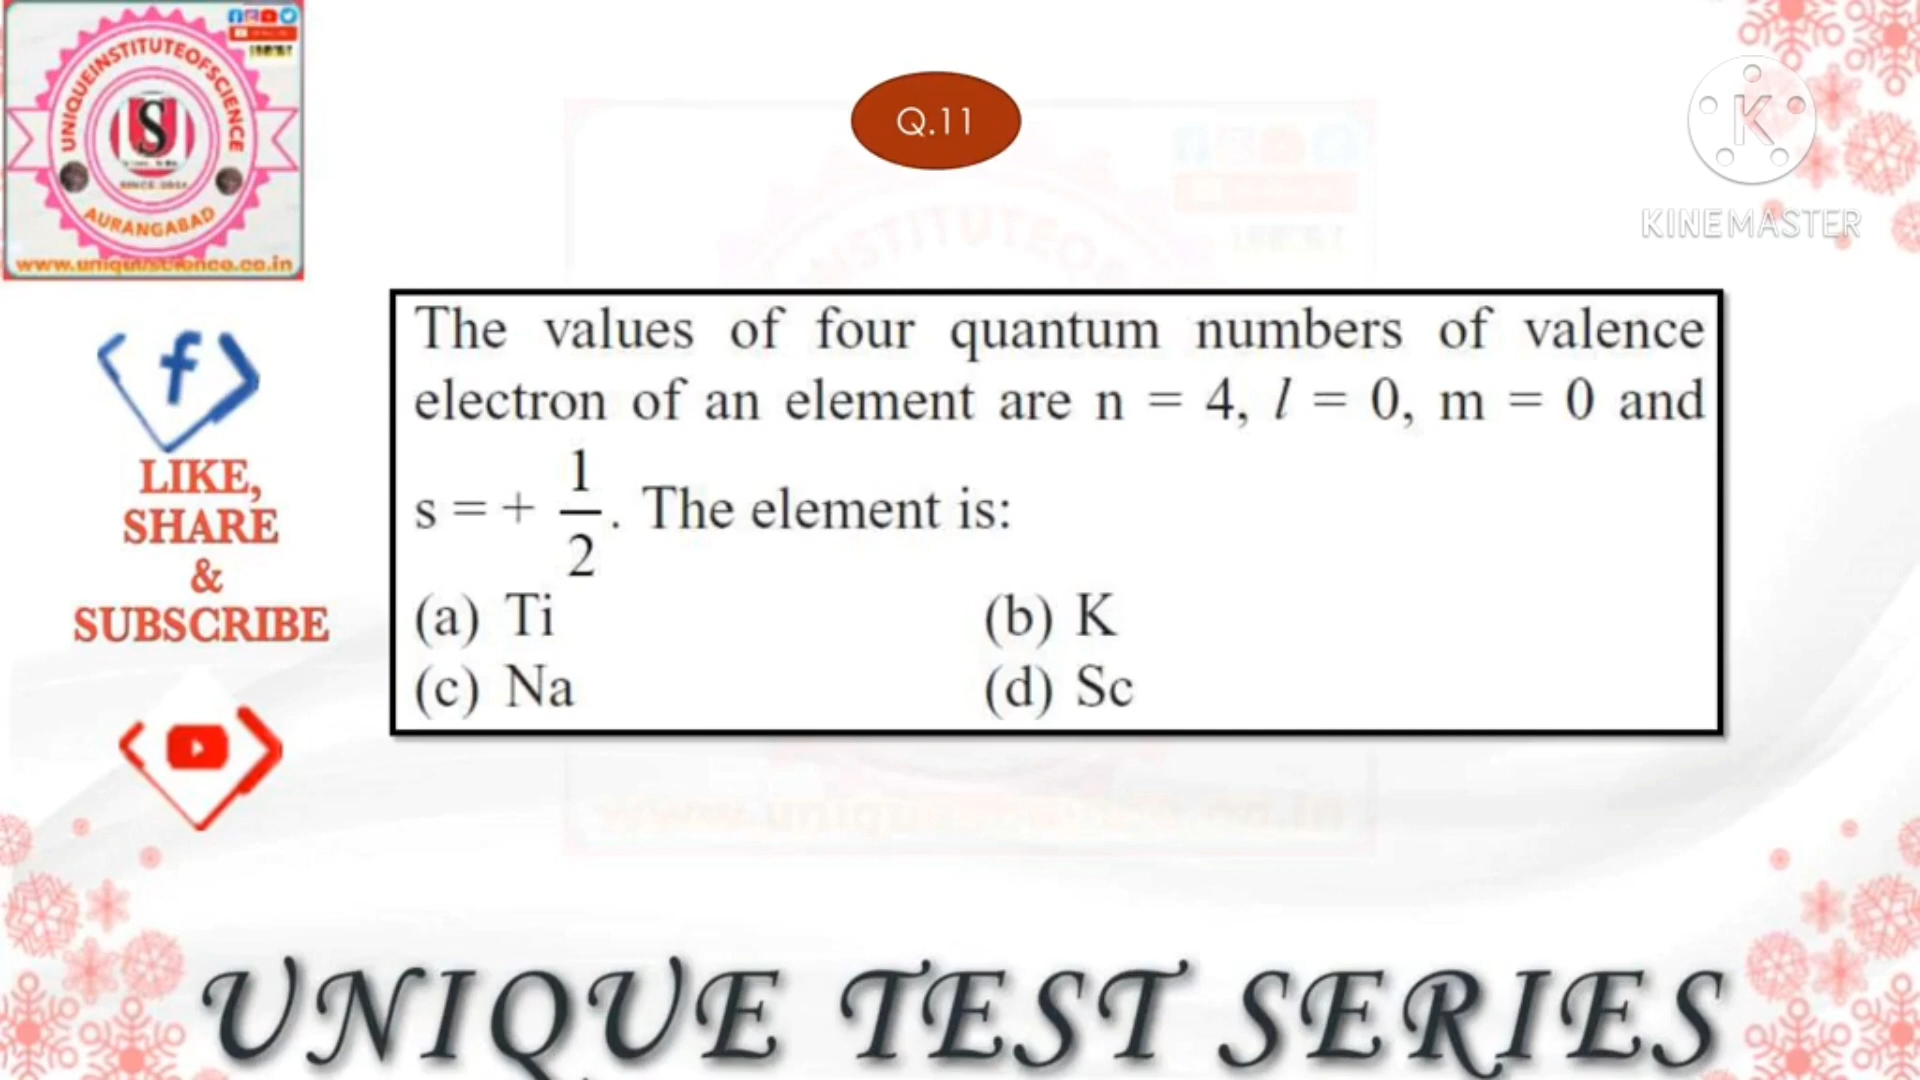 UNIQUEINSTITUTEOFSCIENCE
S
AURANGABAD
Q.11
K
KINEMASTER
The values of four quantum numbers of valence
electron of an element are n = 4, l = 0, m = 0 and
s = + 1/2. The element is:
(a) Ti (b) K
(c) Na (d) Sc
f
LIKE,
SHARE
&
SUBSCRIBE
UNIQUE TEST SERIES